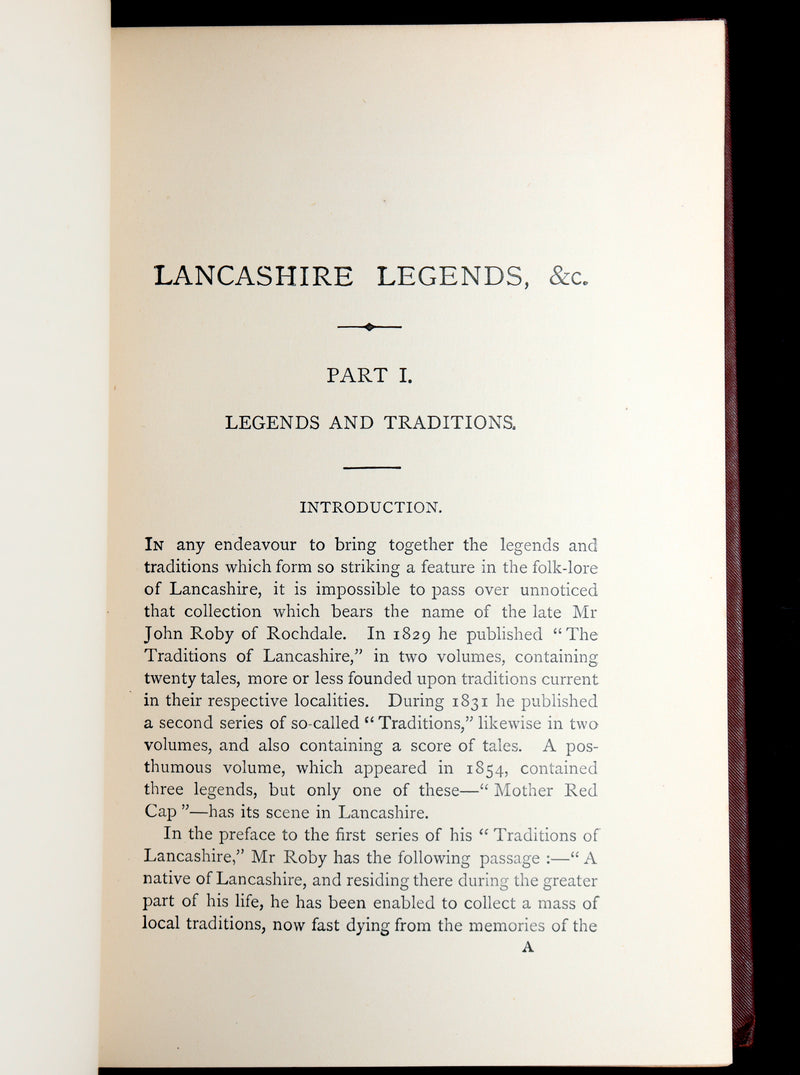 LANCASHIRE LEGENDS, &c.
PART I.
LEGENDS AND TRADITIONS.
INTRODUCTION.
IN any endeavour to bring together the legends and
traditions which form so striking a feature in the folk-lore
of Lancashire, it is impossible to pass over unnoticed
that collection which bears the name of the late Mr
John Roby of Rochdale. In 1829 he published “The
Traditions of Lancashire,” in two volumes, containing
twenty tales, more or less founded upon traditions current
in their respective localities. During 1831 he published
a second series of so-called “Traditions,” likewise in two
volumes, and also containing a score of tales. A pos-
thumous volume, which appeared in 1854, contained
three legends, but only one of these—“Mother Red
Cap”—has its scene in Lancashire.
In the preface to the first series of his “Traditions of
Lancashire,” Mr Roby has the following passage :—“A
native of Lancashire, and residing there during the greater
part of his life, he has been enabled to collect a mass of
local traditions, now fast dying from the memories of the
A